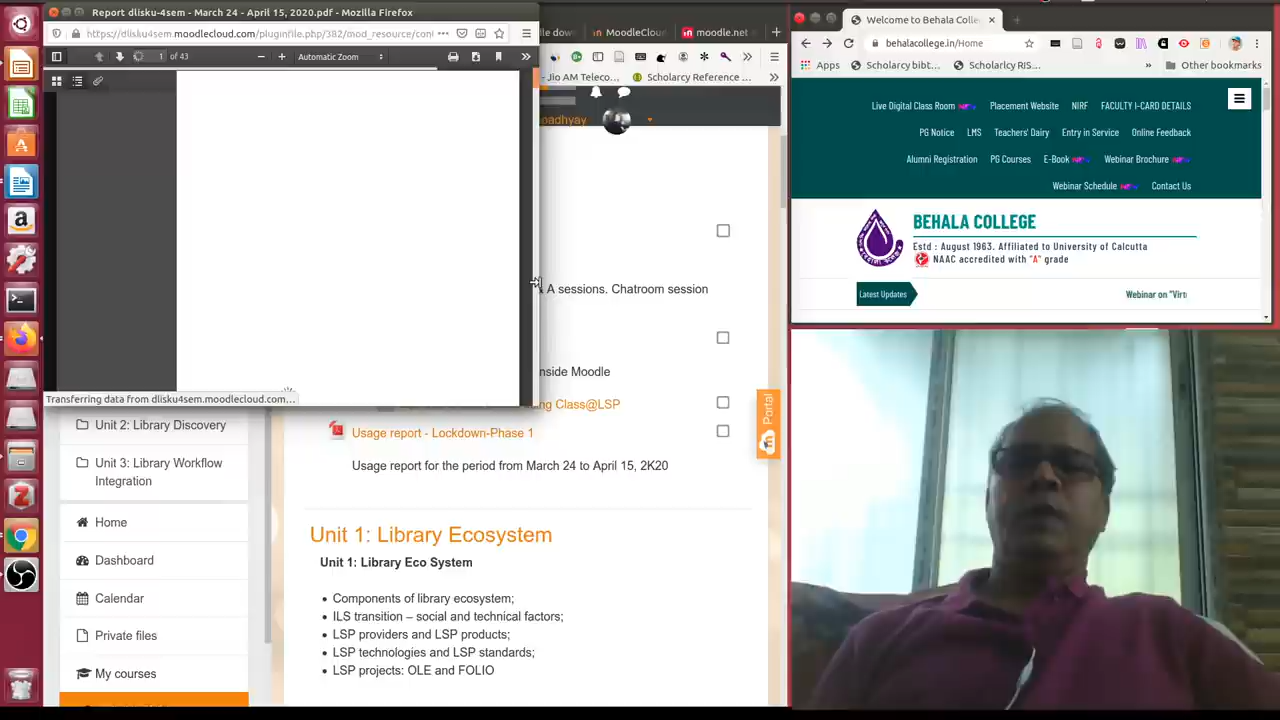 Report dlisku-4sem - March 24 - April 15, 2020.pdf - Mozilla Firefox
https://dlisku4sem.moodlecloud.com/pluginfile.php/382/mod_resource/con
1 of 43
Automatic Zoom
Transferring data from dlisku4sem.moodlecloud.com...
le dow
MoodleCloud
moodle.net
Jio AM Teleco...
Scholarcy Reference ...
A sessions. Chatroom session
nside Moodle
ng Class@LSP
Usage report - Lockdown-Phase 1
Usage report for the period from March 24 to April 15, 2K20
Portal
Unit 2: Library Discovery
Unit 3: Library Workflow
Integration
Home
Dashboard
Calendar
Private files
My courses
Unit 1: Library Ecosystem
Unit 1: Library Eco System
• Components of library ecosystem;
• ILS transition – social and technical factors;
• LSP providers and LSP products;
• LSP technologies and LSP standards;
• LSP projects: OLE and FOLIO
Welcome to Behala Colle
behalacollege.in/Home
Apps Scholarcy bibt... Scholarlcy RIS... » Other bookmarks
Live Digital Class Room Placement Website NIRF FACULTY I-CARD DETAILS
PG Notice LMS Teachers' Dairy Entry in Service Online Feedback
Alumni Registration PG Courses E-Book Webinar Brochure
Webinar Schedule Contact Us
BEHALA COLLEGE
Estd : August 1963. Affiliated to University of Calcutta
NAAC accredited with "A" grade
Latest Updates
Webinar on "Virt